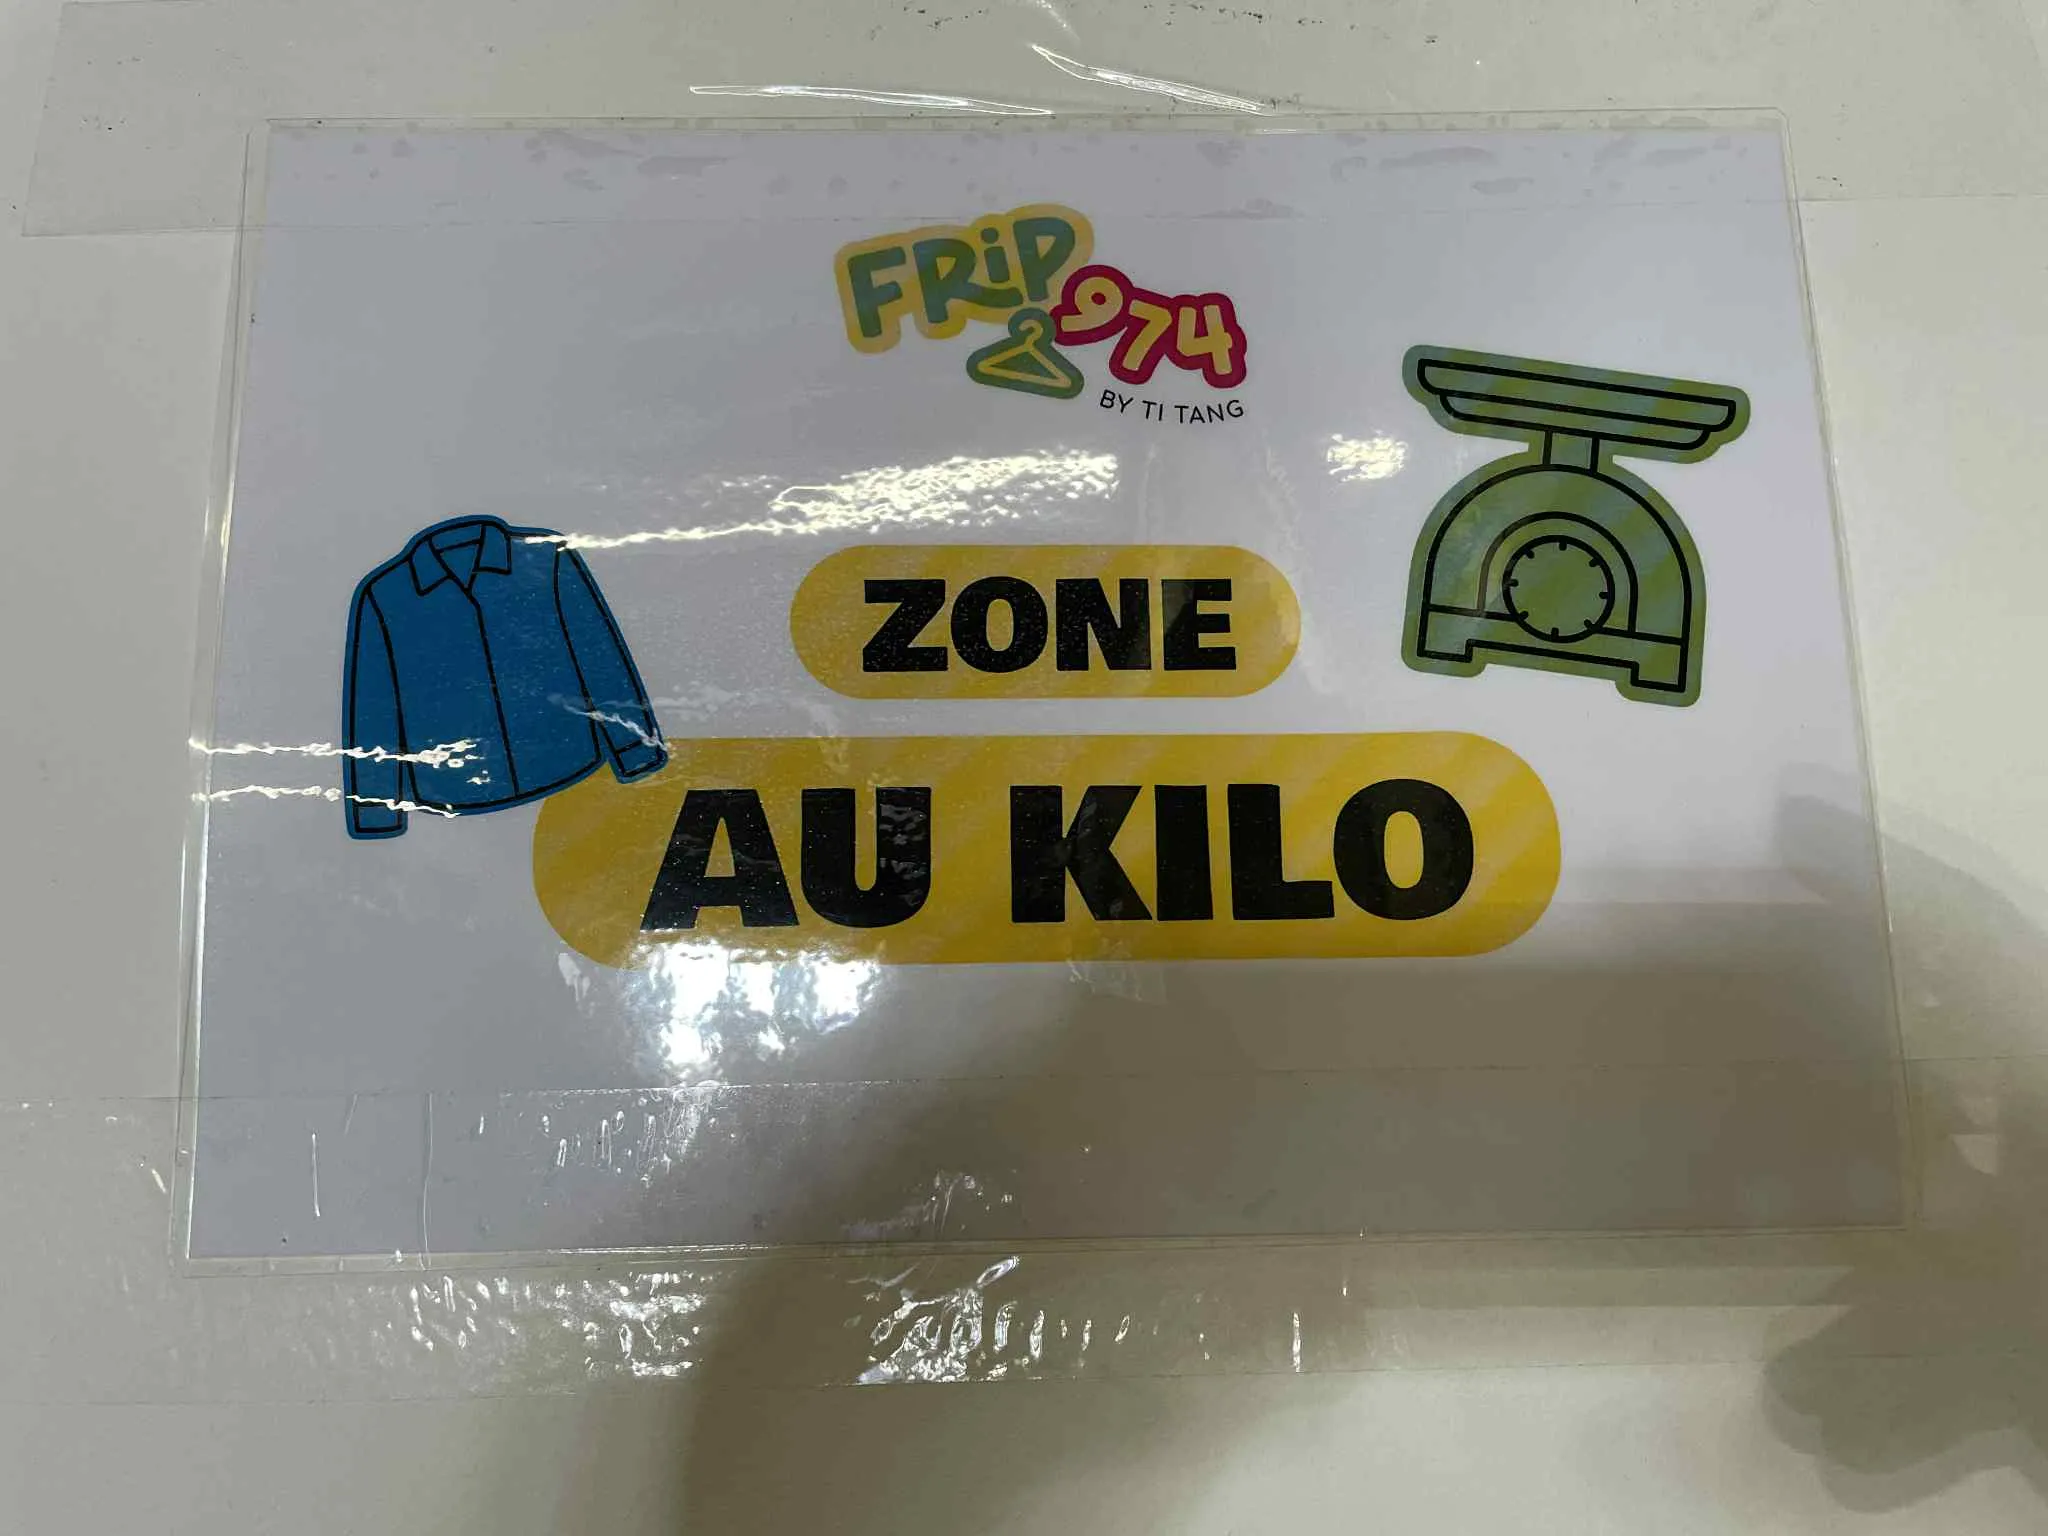 FRiP
974
BY TI TANG
ZONE
AU KILO